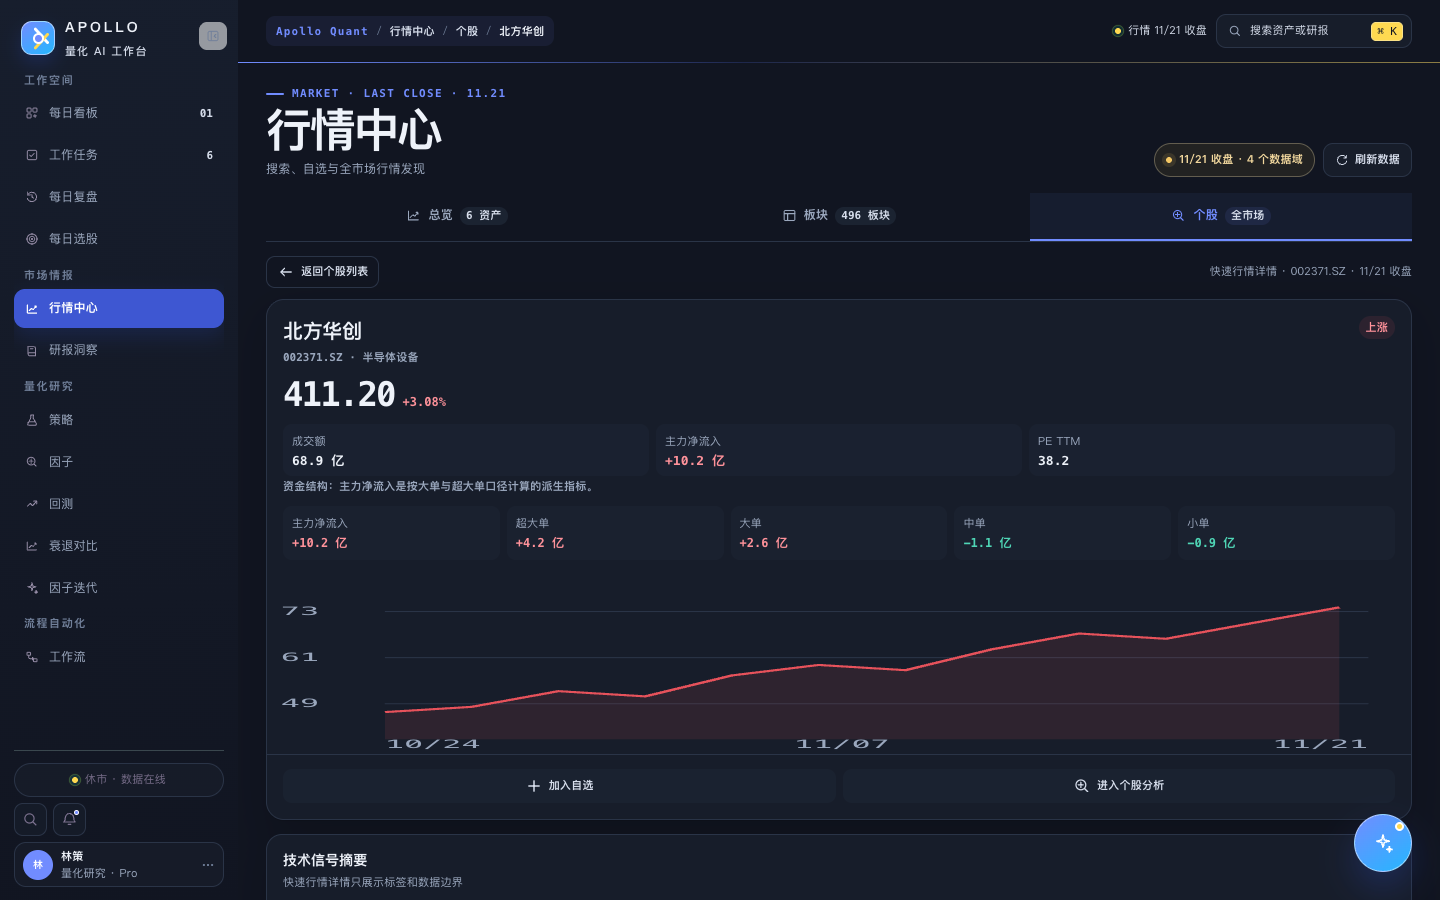 APOLLO
量化 AI 工作台
工作空间
每日看板 01
工作任务 6
每日复盘
每日选股
市场情报
行情中心
研报洞察
量化研究
策略
因子
回测
衰退对比
因子迭代
流程自动化
工作流
休市 · 数据在线
林 林策
量化研究 · Pro
Apollo Quant / 行情中心 / 个股 / 北方华创
行情 11/21 收盘
搜索资产或研报 ⌘ K
MARKET · LAST CLOSE · 11.21
行情中心
搜索、自选与全市场行情发现
11/21 收盘 · 4 个数据域
刷新数据
总览 6 资产
板块 496 板块
个股 全市场
返回个股列表
快速行情详情 · 002371.SZ · 11/21 收盘
北方华创
上涨
002371.SZ · 半导体设备
411.20 +3.08%
成交额
68.9 亿
主力净流入
+10.2 亿
PE TTM
38.2
资金结构：主力净流入是按大单与超大单口径计算的派生指标。
主力净流入
+10.2 亿
超大单
+4.2 亿
大单
+2.6 亿
中单
−1.1 亿
小单
−0.9 亿
73
61
49
10/24 11/07 11/21
加入自选
进入个股分析
技术信号摘要
快速行情详情只展示标签和数据边界